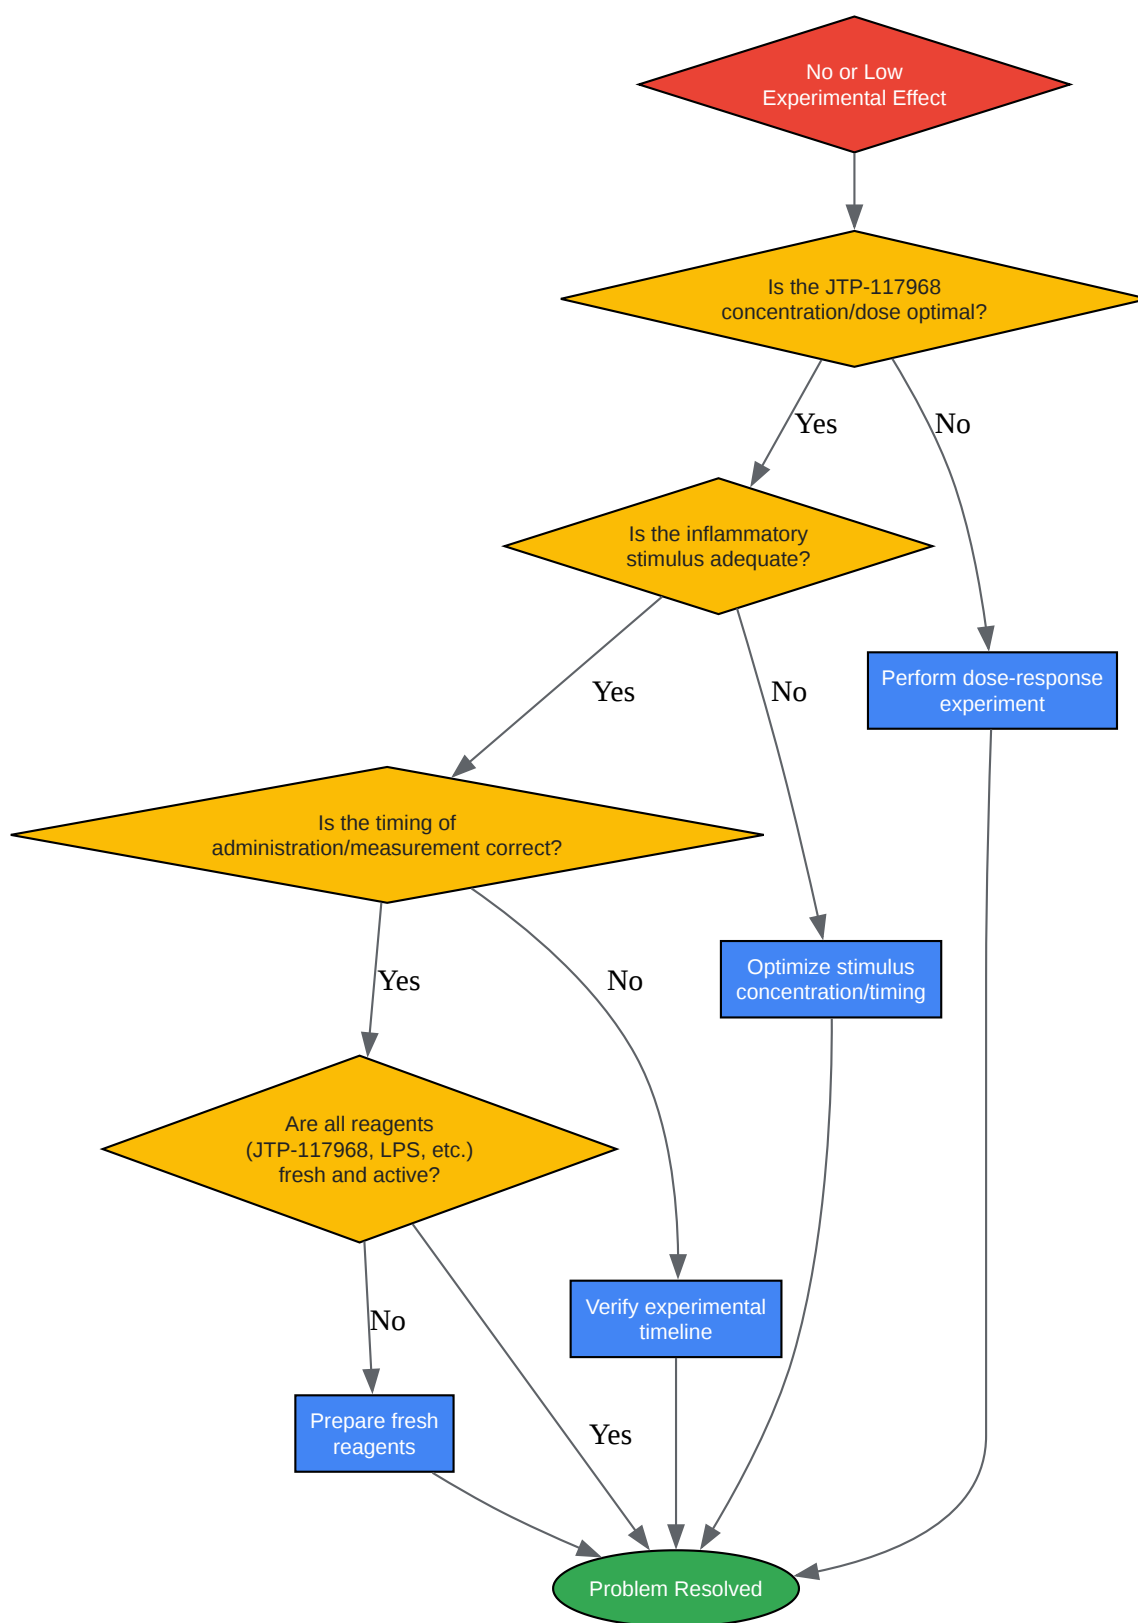 No or Low
Experimental Effect
Is the JTP-117968
concentration/dose optimal?
Yes
No
Is the inflammatory
stimulus adequate?
Yes
No
Perform dose-response
experiment
Is the timing of
administration/measurement correct?
Yes
No
Optimize stimulus
concentration/timing
Are all reagents
(JTP-117968, LPS, etc.)
fresh and active?
No
Yes
Verify experimental
timeline
Prepare fresh
reagents
Problem Resolved